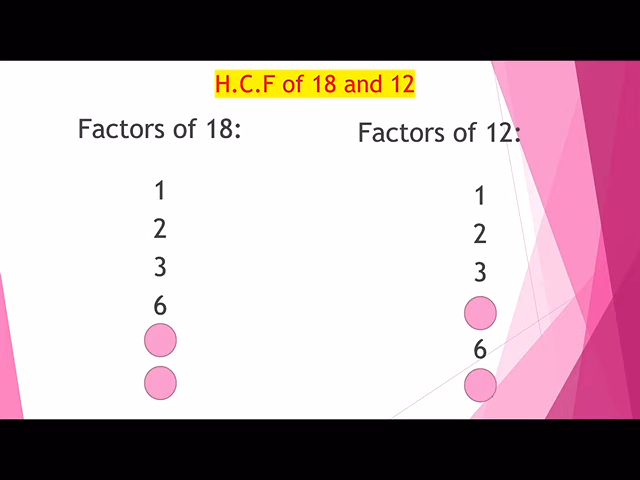 H.C.F of 18 and 12
Factors of 18:
1
2
3
6
Factors of 12:
1
2
3
6